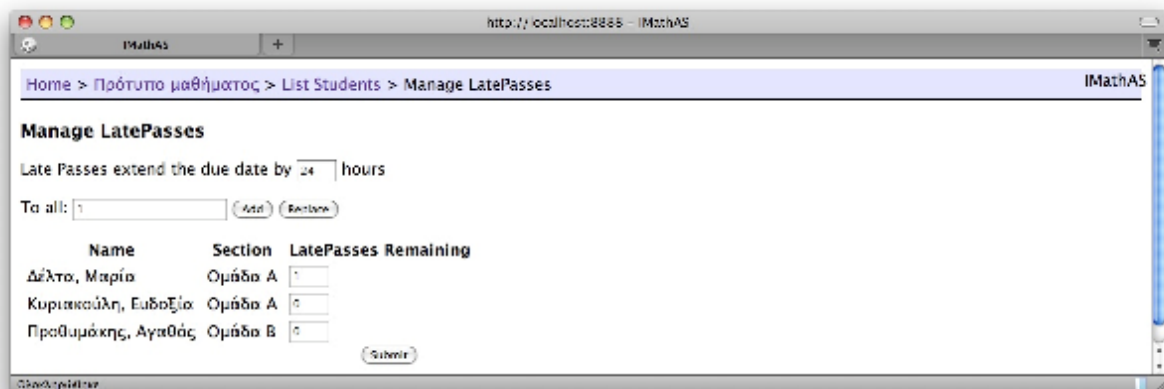 http://localhost:8888 – IMathAS
IMathAS
+
Home > Πρότυπο μαθήματος > List Students > Manage LatePasses
IMathAS
Manage LatePasses
Late Passes extend the due date by 24 hours
To all: 1 Add Replace
Name Section LatePasses Remaining
Δέλτα, Μαρία Ομάδα Α 1
Κυριακούλη, Ευδοξία Ομάδα Α 0
Προθυμάκης, Αγαθός Ομάδα Β 0
Submit
Ολοκληρώθηκε